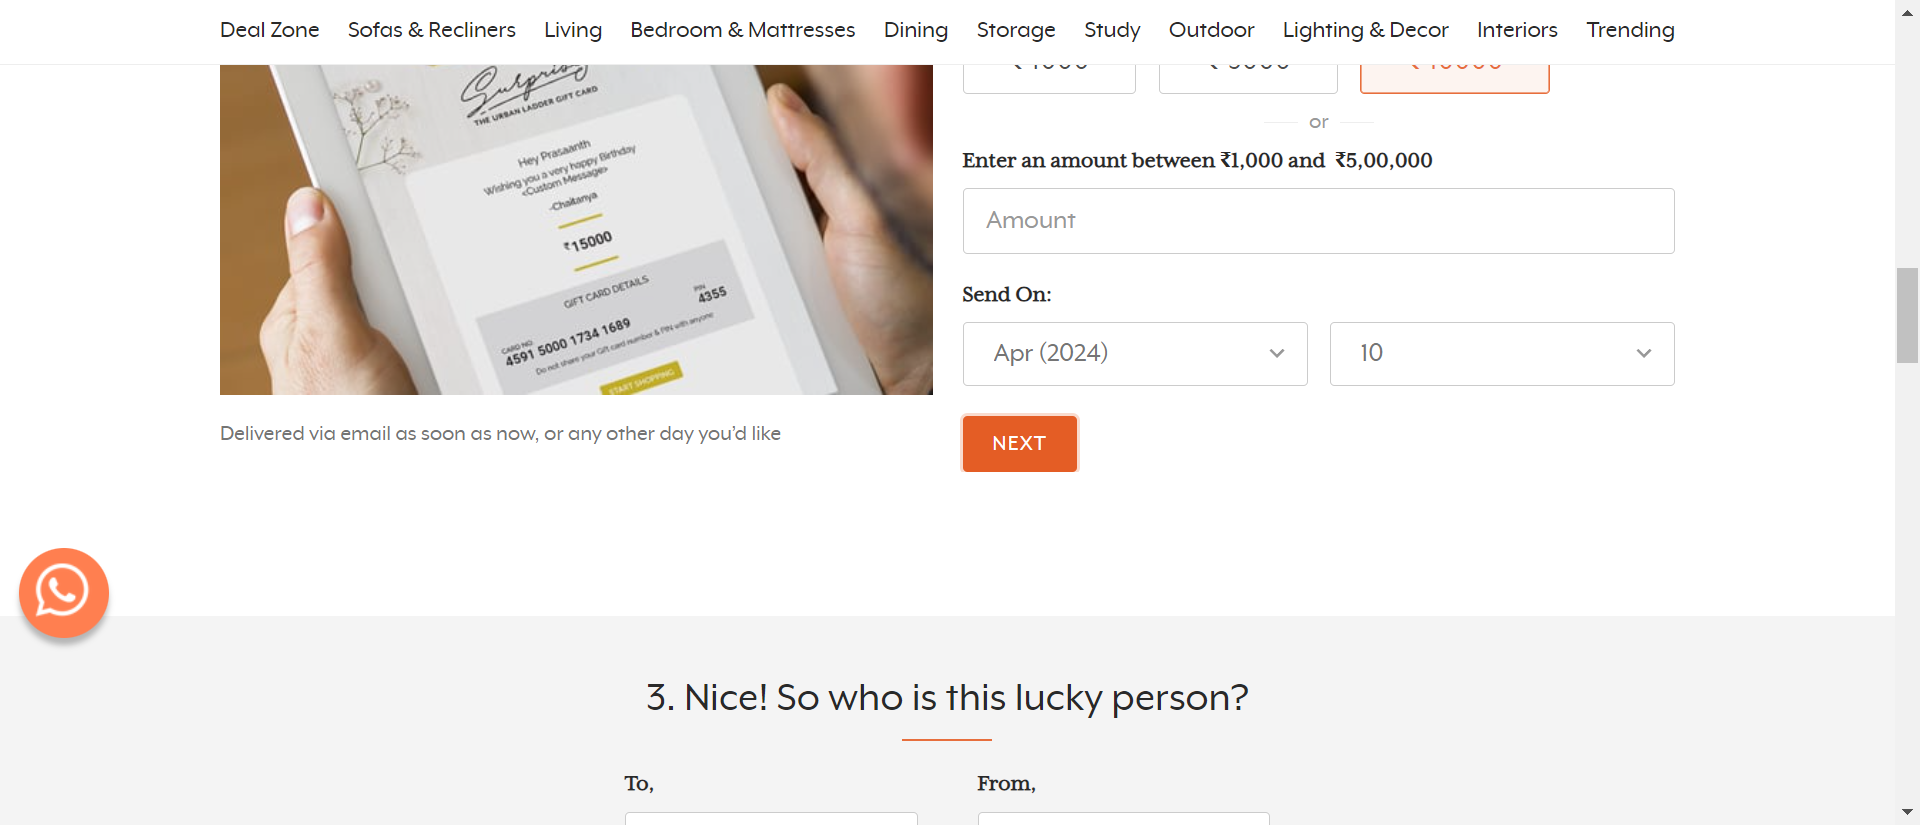 Deal Zone Sofas & Recliners Living Bedroom & Mattresses Dining Storage Study Outdoor Lighting & Decor Interiors Trending
Surprise
THE URBAN LADDER GIFT CARD
Hey Prasaanth
Wishing you a very happy Birthday
<Custom Message>
-Chaitanya
₹15000
GIFT CARD DETAILS
CARD NO.
4591 5000 1734 1689
PIN
4355
Do not share your Gift card number & PIN with anyone
START SHOPPING
Delivered via email as soon as now, or any other day you’d like
or
Enter an amount between ₹1,000 and ₹5,00,000
Amount
Send On:
Apr (2024) 10
NEXT
3. Nice! So who is this lucky person?
To, From,